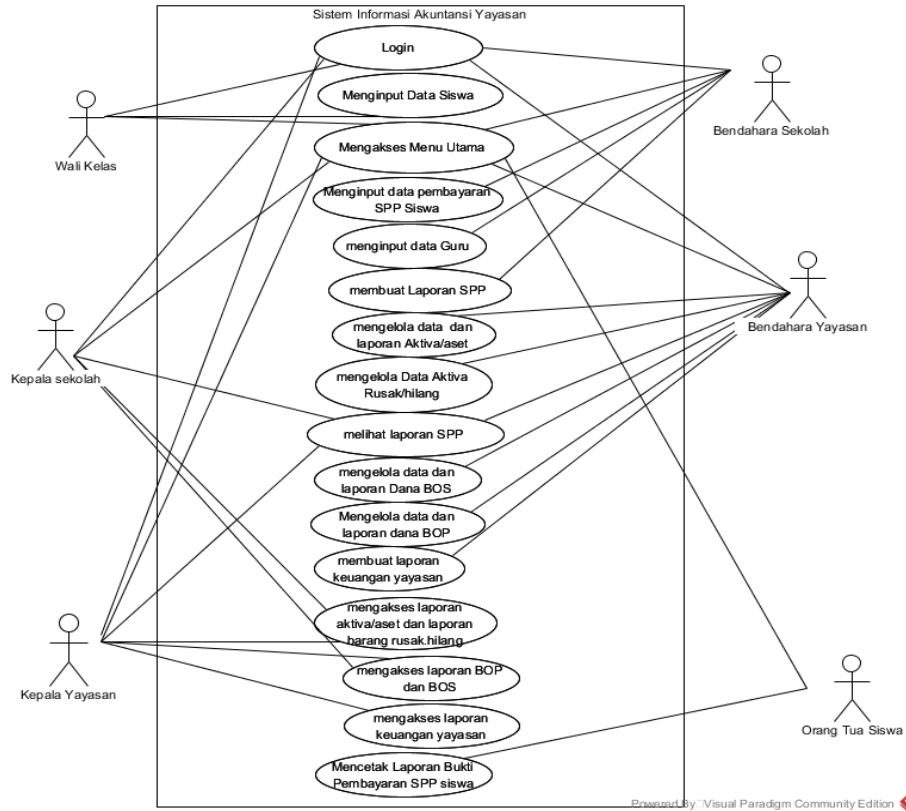 Sistem Informasi Akuntansi Yayasan
Login
Menginput Data Siswa
Wali Kelas
Bendahara Sekolah
Mengakses Menu Utama
Menginput data pembayaran
SPP Siswa
menginput data Guru
membuat Laporan SPP
Bendahara Yayasan
mengelola data dan
laporan Aktiva/aset
Kepala sekolah
mengelola Data Aktiva
Rusak/hilang
melihat laporan SPP
mengelola data dan
laporan Dana BOS
Mengelola data dan
laporan dana BOP
membuat laporan
keuangan yayasan
mengakses laporan
aktiva/aset dan laporan
barang rusak.hilang
Kepala Yayasan
mengakses laporan BOP
dan BOS
mengakses laporan
keuangan yayasan
Orang Tua Siswa
Mencetak Laporan Bukti
Pembayaran SPP siswa
Powered By Visual Paradigm Community Edition